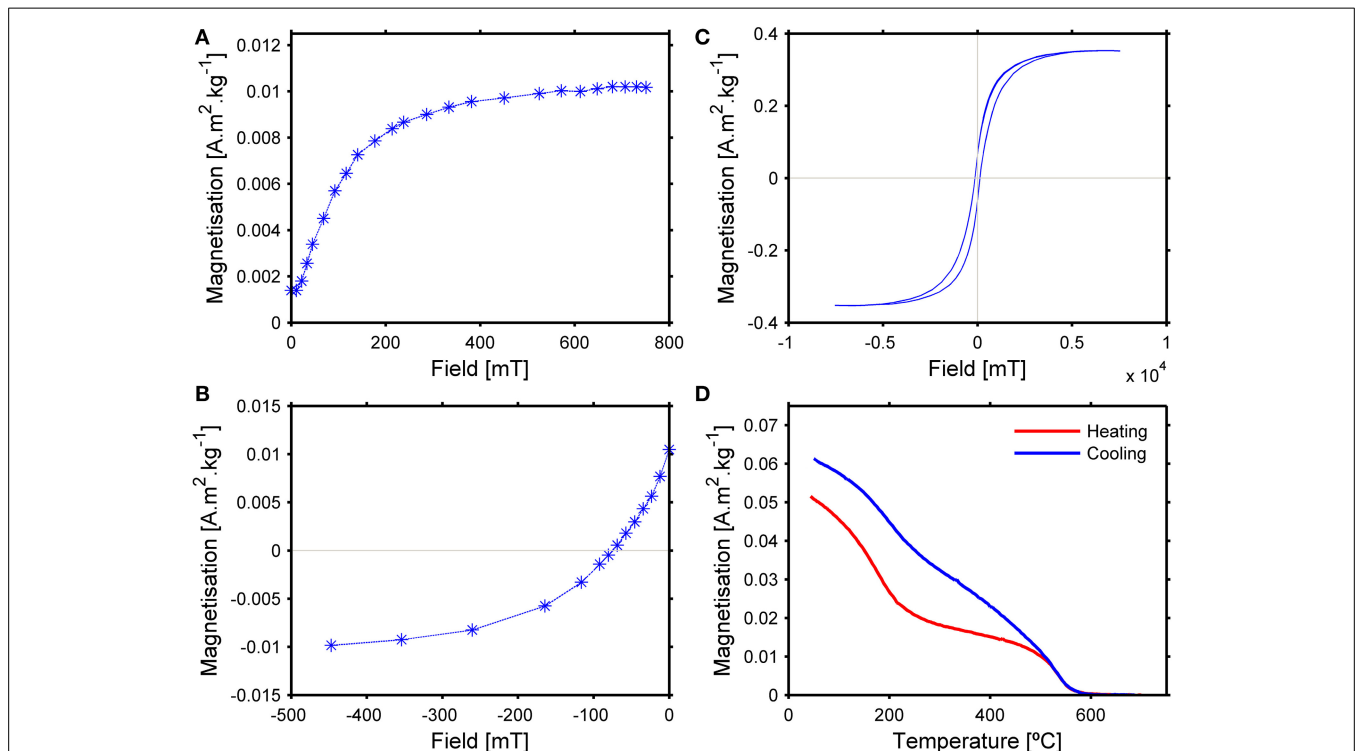 A
Magnetisation [A.m².kg⁻¹]
0.012
0.01
0.008
0.006
0.004
0.002
0
0 200 400 600 800
Field [mT]
C
Magnetisation [A.m².kg⁻¹]
0.4
0.2
0
-0.2
-0.4
-1 -0.5 0 0.5 1
Field [mT]
x 10⁴
B
Magnetisation [A.m².kg⁻¹]
0.015
0.01
0.005
0
-0.005
-0.01
-0.015
-500 -400 -300 -200 -100 0
Field [mT]
D
Magnetisation [A.m².kg⁻¹]
0.07
0.06
0.05
0.04
0.03
0.02
0.01
0
0 200 400 600
Temperature [ºC]
Heating
Cooling